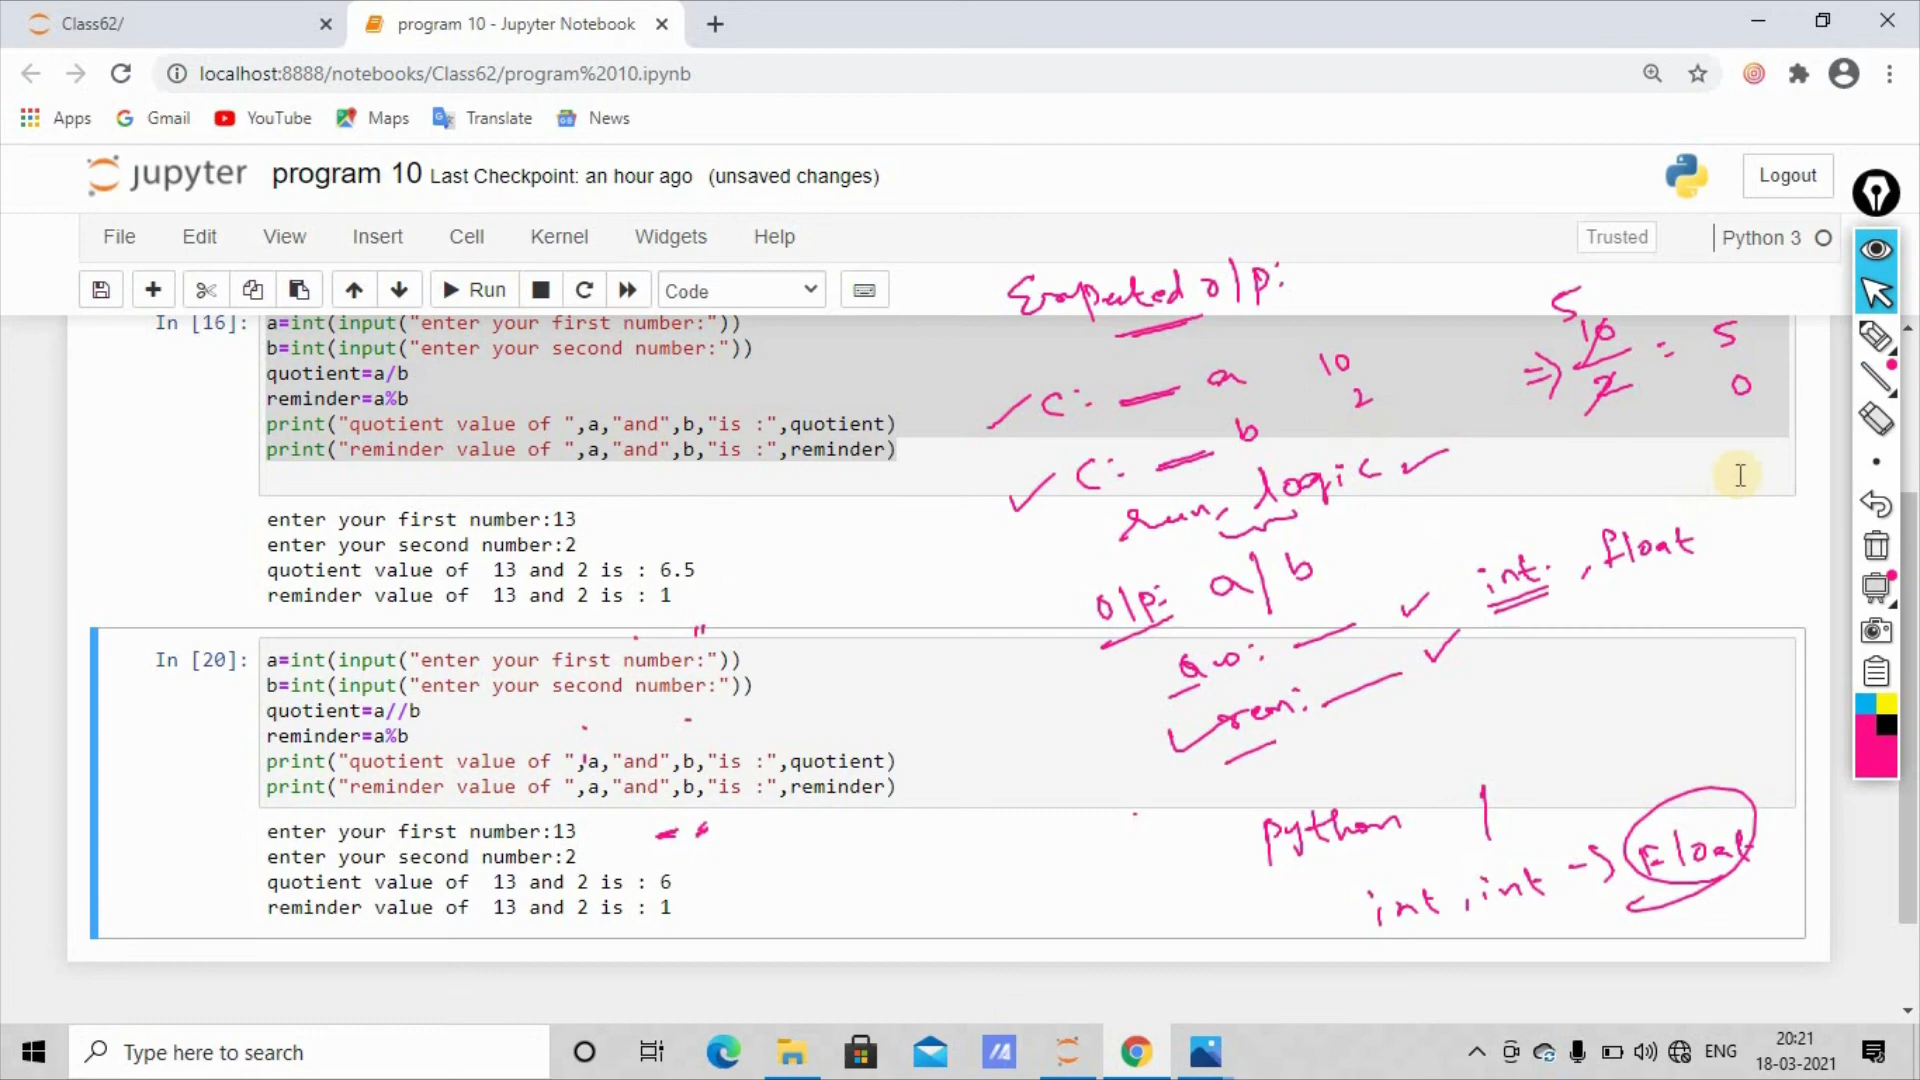 Class62/
program 10 - Jupyter Notebook
localhost:8888/notebooks/Class62/program%2010.ipynb
Apps Gmail YouTube Maps Translate News
jupyter program 10 Last Checkpoint: an hour ago (unsaved changes)
Logout
File Edit View Insert Cell Kernel Widgets Help
Trusted Python 3
Run Code
In [16]: a=int(input("enter your first number:"))
b=int(input("enter your second number:"))
quotient=a/b
reminder=a%b
print("quotient value of ",a,"and",b,"is :",quotient)
print("reminder value of ",a,"and",b,"is :",reminder)
enter your first number:13
enter your second number:2
quotient value of  13 and 2 is : 6.5
reminder value of  13 and 2 is : 1
In [20]: a=int(input("enter your first number:"))
b=int(input("enter your second number:"))
quotient=a//b
reminder=a%b
print("quotient value of ",a,"and",b,"is :",quotient)
print("reminder value of ",a,"and",b,"is :",reminder)
enter your first number:13
enter your second number:2
quotient value of  13 and 2 is : 6
reminder value of  13 and 2 is : 1
o/p:
C: a 10
C: b 2
5
=> 10/2 = 5
0
run, logic
o/p: a/b
int. , float
rem:
python /
int, int -> Float
Type here to search
ENG
20:21
18-03-2021